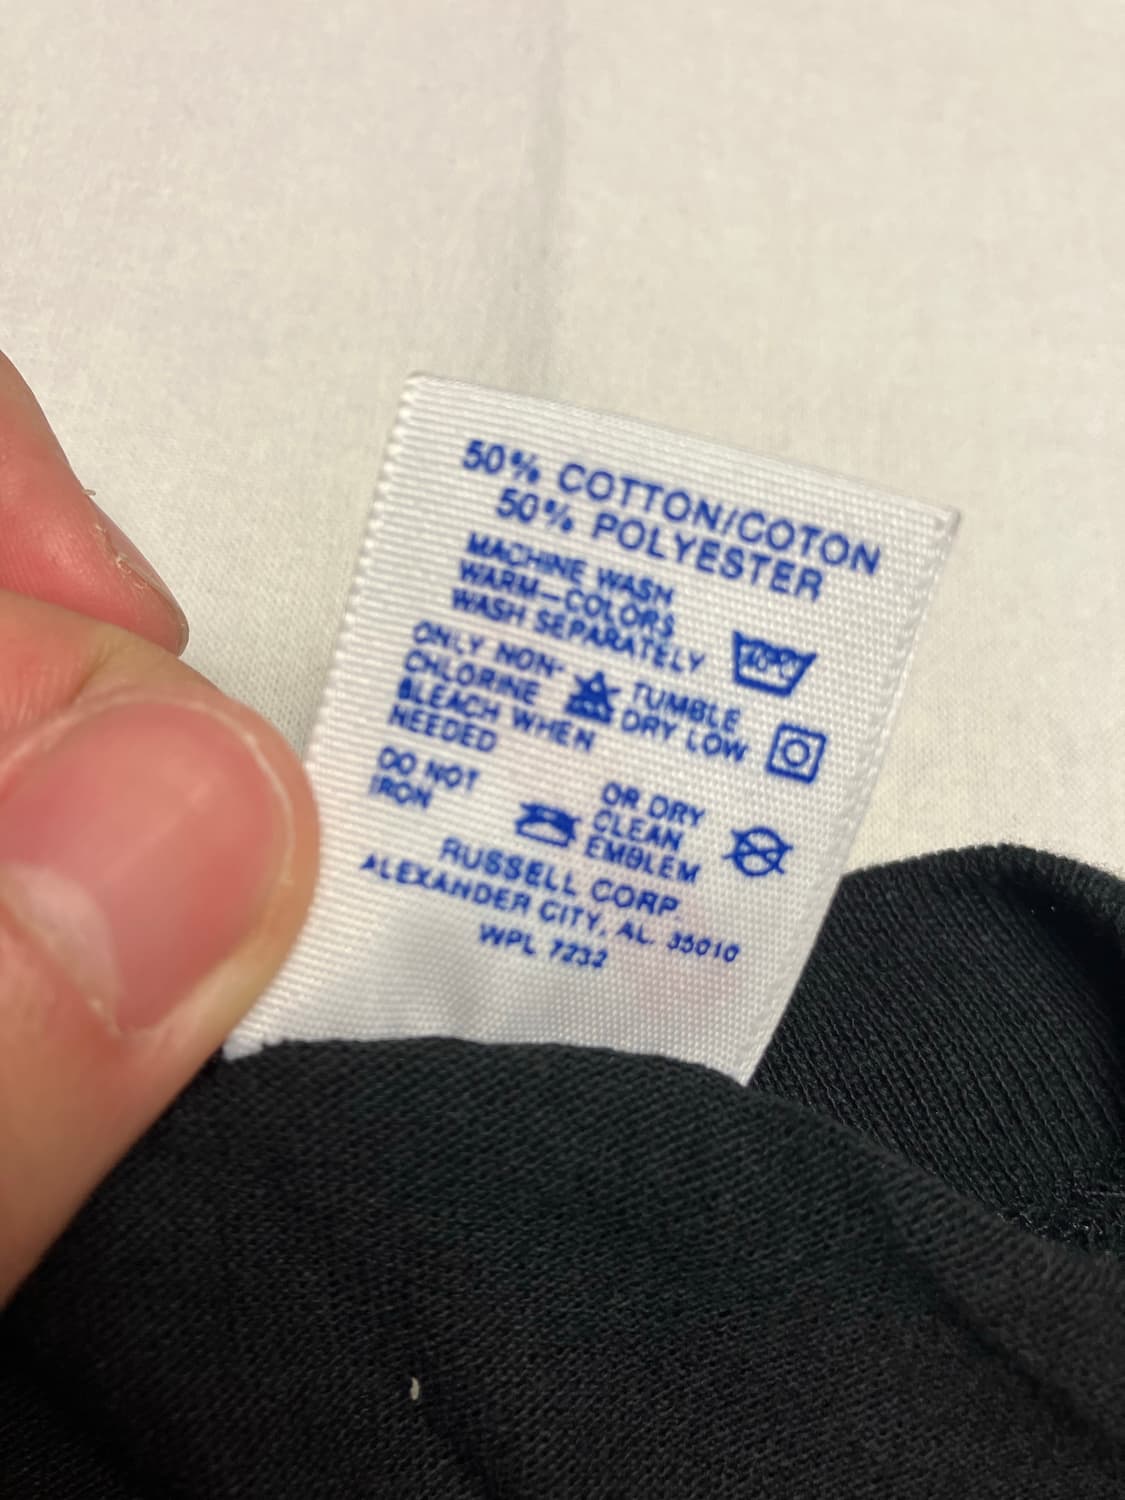 50% COTTON/COTON
50% POLYESTER
MACHINE WASH
WARM—COLORS
WASH SEPARATELY
40°C
ONLY NON-
CHLORINE
BLEACH WHEN
NEEDED
TUMBLE
DRY LOW
DO NOT
IRON
OR DRY
CLEAN
EMBLEM
RUSSELL CORP.
ALEXANDER CITY, AL. 35010
WPL 7232